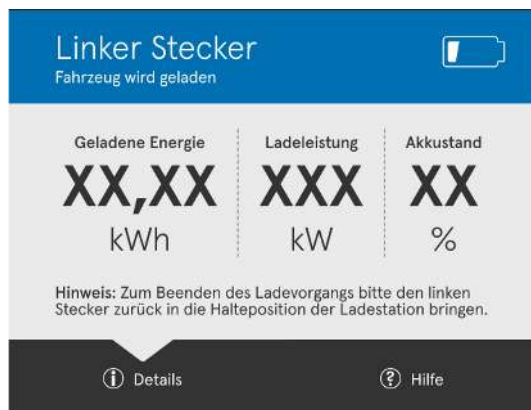 Linker Stecker
Fahrzeug wird geladen
Geladene Energie
XX,XX
kWh
Ladeleistung
XXX
kW
Akkustand
XX
%
Hinweis: Zum Beenden des Ladevorgangs bitte den linken
Stecker zurück in die Halteposition der Ladestation bringen.
Details
Hilfe